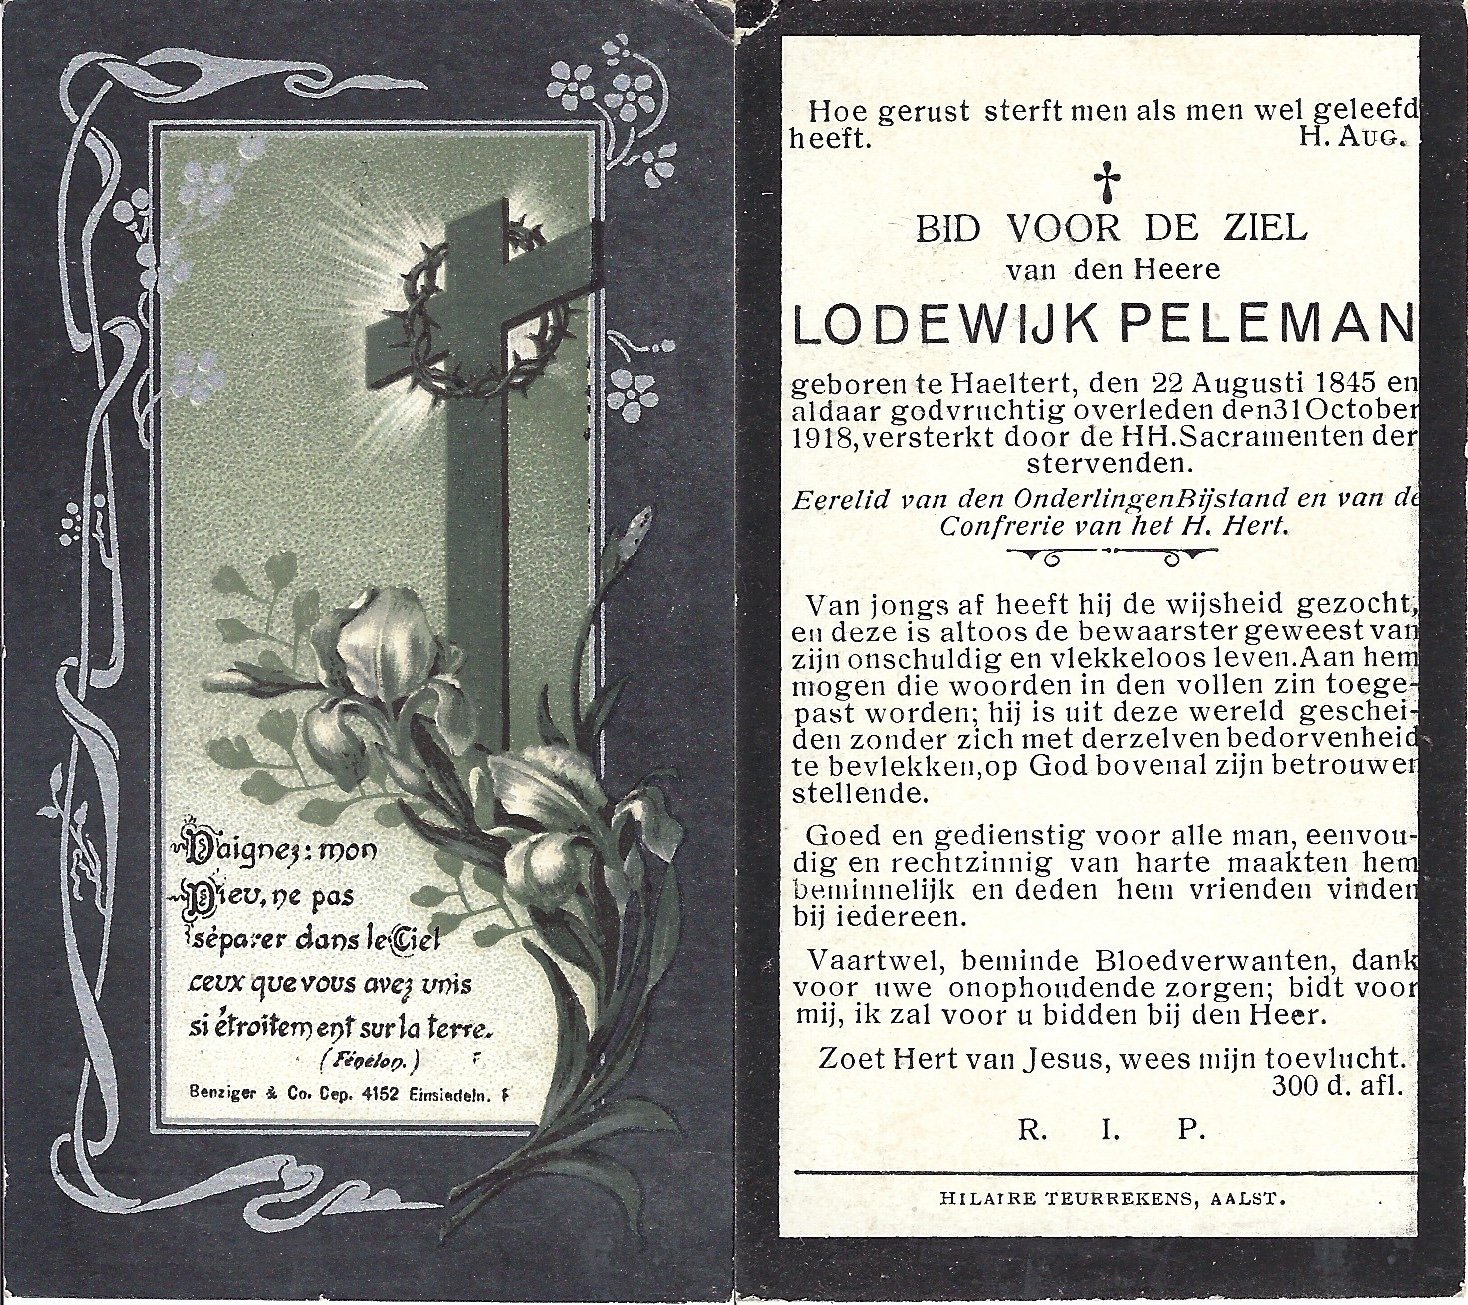 Daignez: mon
Dieu, ne pas
séparer dans le Ciel
ceux que vous avez unis
si étroitement sur la terre.
(Fénelon.)
Benziger & Co. Cep. 4152 Einsiedeln.
Hoe gerust sterft men als men wel geleefd
heeft. H. AUG.
BID VOOR DE ZIEL
van den Heere
LODEWIJK PELEMAN
geboren te Haeltert, den 22 Augusti 1845 en
aldaar godvruchtig overleden den 31 October
1918, versterkt door de HH. Sacramenten der
stervenden.
Eerelid van den Onderlingen Bijstand en van de
Confrerie van het H. Hert.
Van jongs af heeft hij de wijsheid gezocht,
en deze is altoos de bewaarster geweest van
zijn onschuldig en vlekkeloos leven. Aan hem
mogen die woorden in den vollen zin toege-
past worden; hij is uit deze wereld geschei-
den zonder zich met derzelven bedorvenheid
te bevlekken, op God bovenal zijn betrouwen
stellende.
Goed en gedienstig voor alle man, eenvou-
dig en rechtzinnig van harte maakten hem
beminnelijk en deden hem vrienden vinden
bij iedereen.
Vaartwel, beminde Bloedverwanten, dank
voor uwe onophoudende zorgen; bidt voor
mij, ik zal voor u bidden bij den Heer.
Zoet Hert van Jesus, wees mijn toevlucht.
300 d. afl.
R. I. P.
HILAIRE TEURREKENS, AALST.